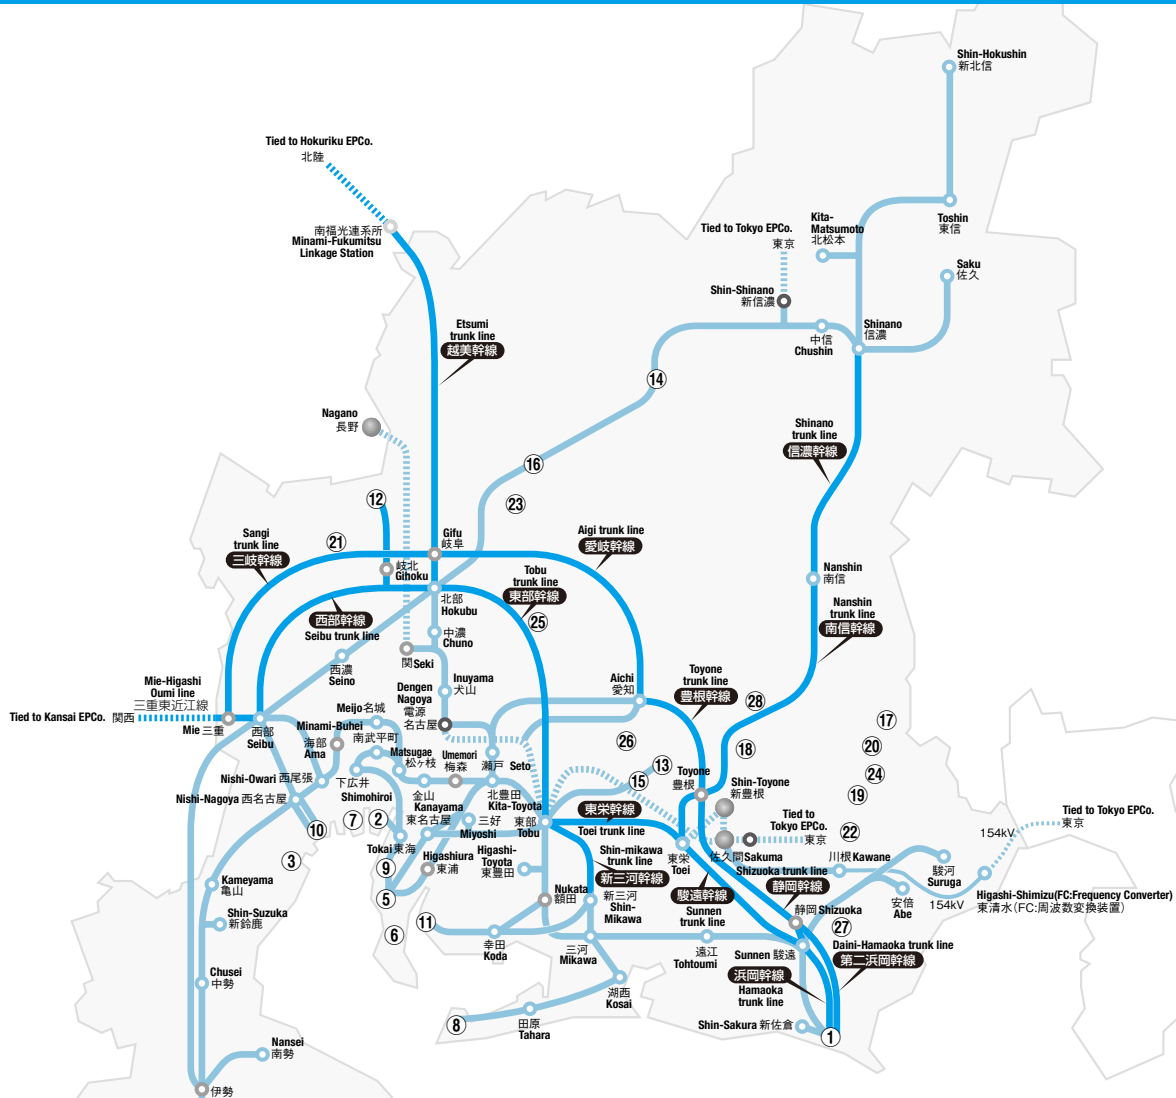 Shin-Hokushin
新北信
Tied to Hokuriku EPCo.
北陸
南福光連系所
Minami-Fukumitsu
Linkage Station
Kita-
Matsumoto
北松本
Toshin
東信
Tied to Tokyo EPCo.
東京
Saku
佐久
Shin-Shinano
新信濃
Shinano
信濃
中信
Chushin
Etsumi
trunk line
越美幹線
14
Nagano
長野
Shinano
trunk line
信濃幹線
16
12
23
Sangi
trunk line
三岐幹線
21
Gifu
岐阜
Aigi trunk line
愛岐幹線
岐北
Gihoku
Tobu
trunk line
東部幹線
Nanshin
南信
北部
Hokubu
西部幹線
Seibu trunk line
25
Nanshin
trunk line
南信幹線
中濃
Chuno
西濃
Seino
関 Seki
Mie-Higashi
Oumi line
三重東近江線
Inuyama
犬山
Aichi
愛知
Toyone
trunk line
豊根幹線
Dengen
Nagoya
電源
名古屋
28
Tied to Kansai EPCo. 関西
Mie 三重
西部
Seibu
Meijo 名城
Minami-Buhei
南武平町
海部
Ama
17
Matsugae
松ヶ枝
Umemori
梅森
瀬戸 Seto
26
18
20
13
15
Nishi-Owari 西尾張
下広井
Shimohiroi
金山
Kanayama
北豊田
Kita-Toyota
Toyone
豊根
Shin-Toyone
新豊根
24
19
Nishi-Nagoya 西名古屋
東名古屋
三好
Miyoshi
東部
Tobu
東栄幹線
Toei trunk line
Tied to
Tokyo EPCo.
東京
Tied to Tokyo EPCo.
東京
154kV
10
7
2
22
Tokai 東海
東栄
Toei
佐久間 Sakuma
川根 Kawane
駿河
Suruga
3
9
Higashiura
東浦
Higashi-
Toyota
東豊田
Shin-mikawa
trunk line
新三河幹線
Shizuoka trunk line
静岡幹線
Kameyama
亀山
5
Nukata
額田
新三河
Shin-
Mikawa
駿遠幹線
Sunnen
trunk line
安倍
Abe
154kV
Higashi-Shimizu(FC:Frequency Converter)
東清水（FC:周波数変換装置）
Shin-Suzuka
新鈴鹿
6
11
静岡 Shizuoka
27
幸田
Koda
三河
Mikawa
遠江
Tohtoumi
Sunnen 駿遠
Daini-Hamaoka trunk line
第二浜岡幹線
Chusei
中勢
浜岡幹線
Hamaoka
trunk line
湖西
Kosai
8
田原
Tahara
Shin-Sakura 新佐倉
1
Nansei
南勢
伊勢